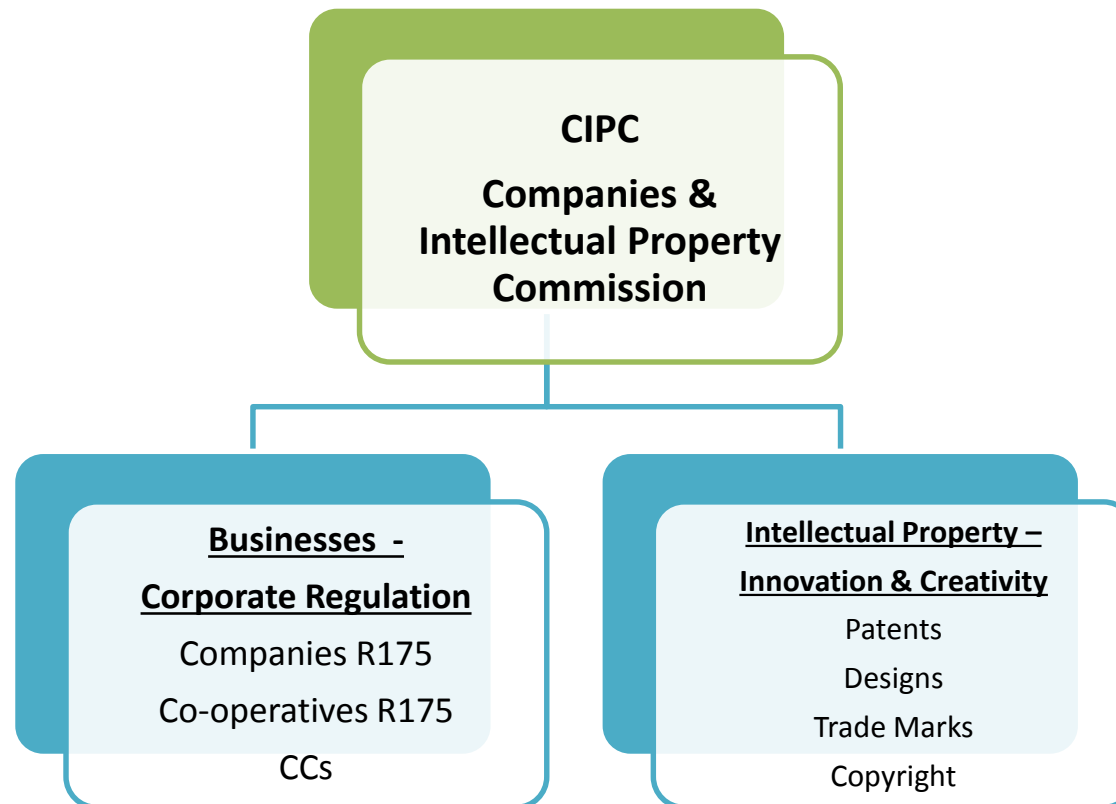 CIPC
Companies &
Intellectual Property
Commission
Businesses -
Corporate Regulation
Companies R175
Co-operatives R175
CCs
Intellectual Property –
Innovation & Creativity
Patents
Designs
Trade Marks
Copyright